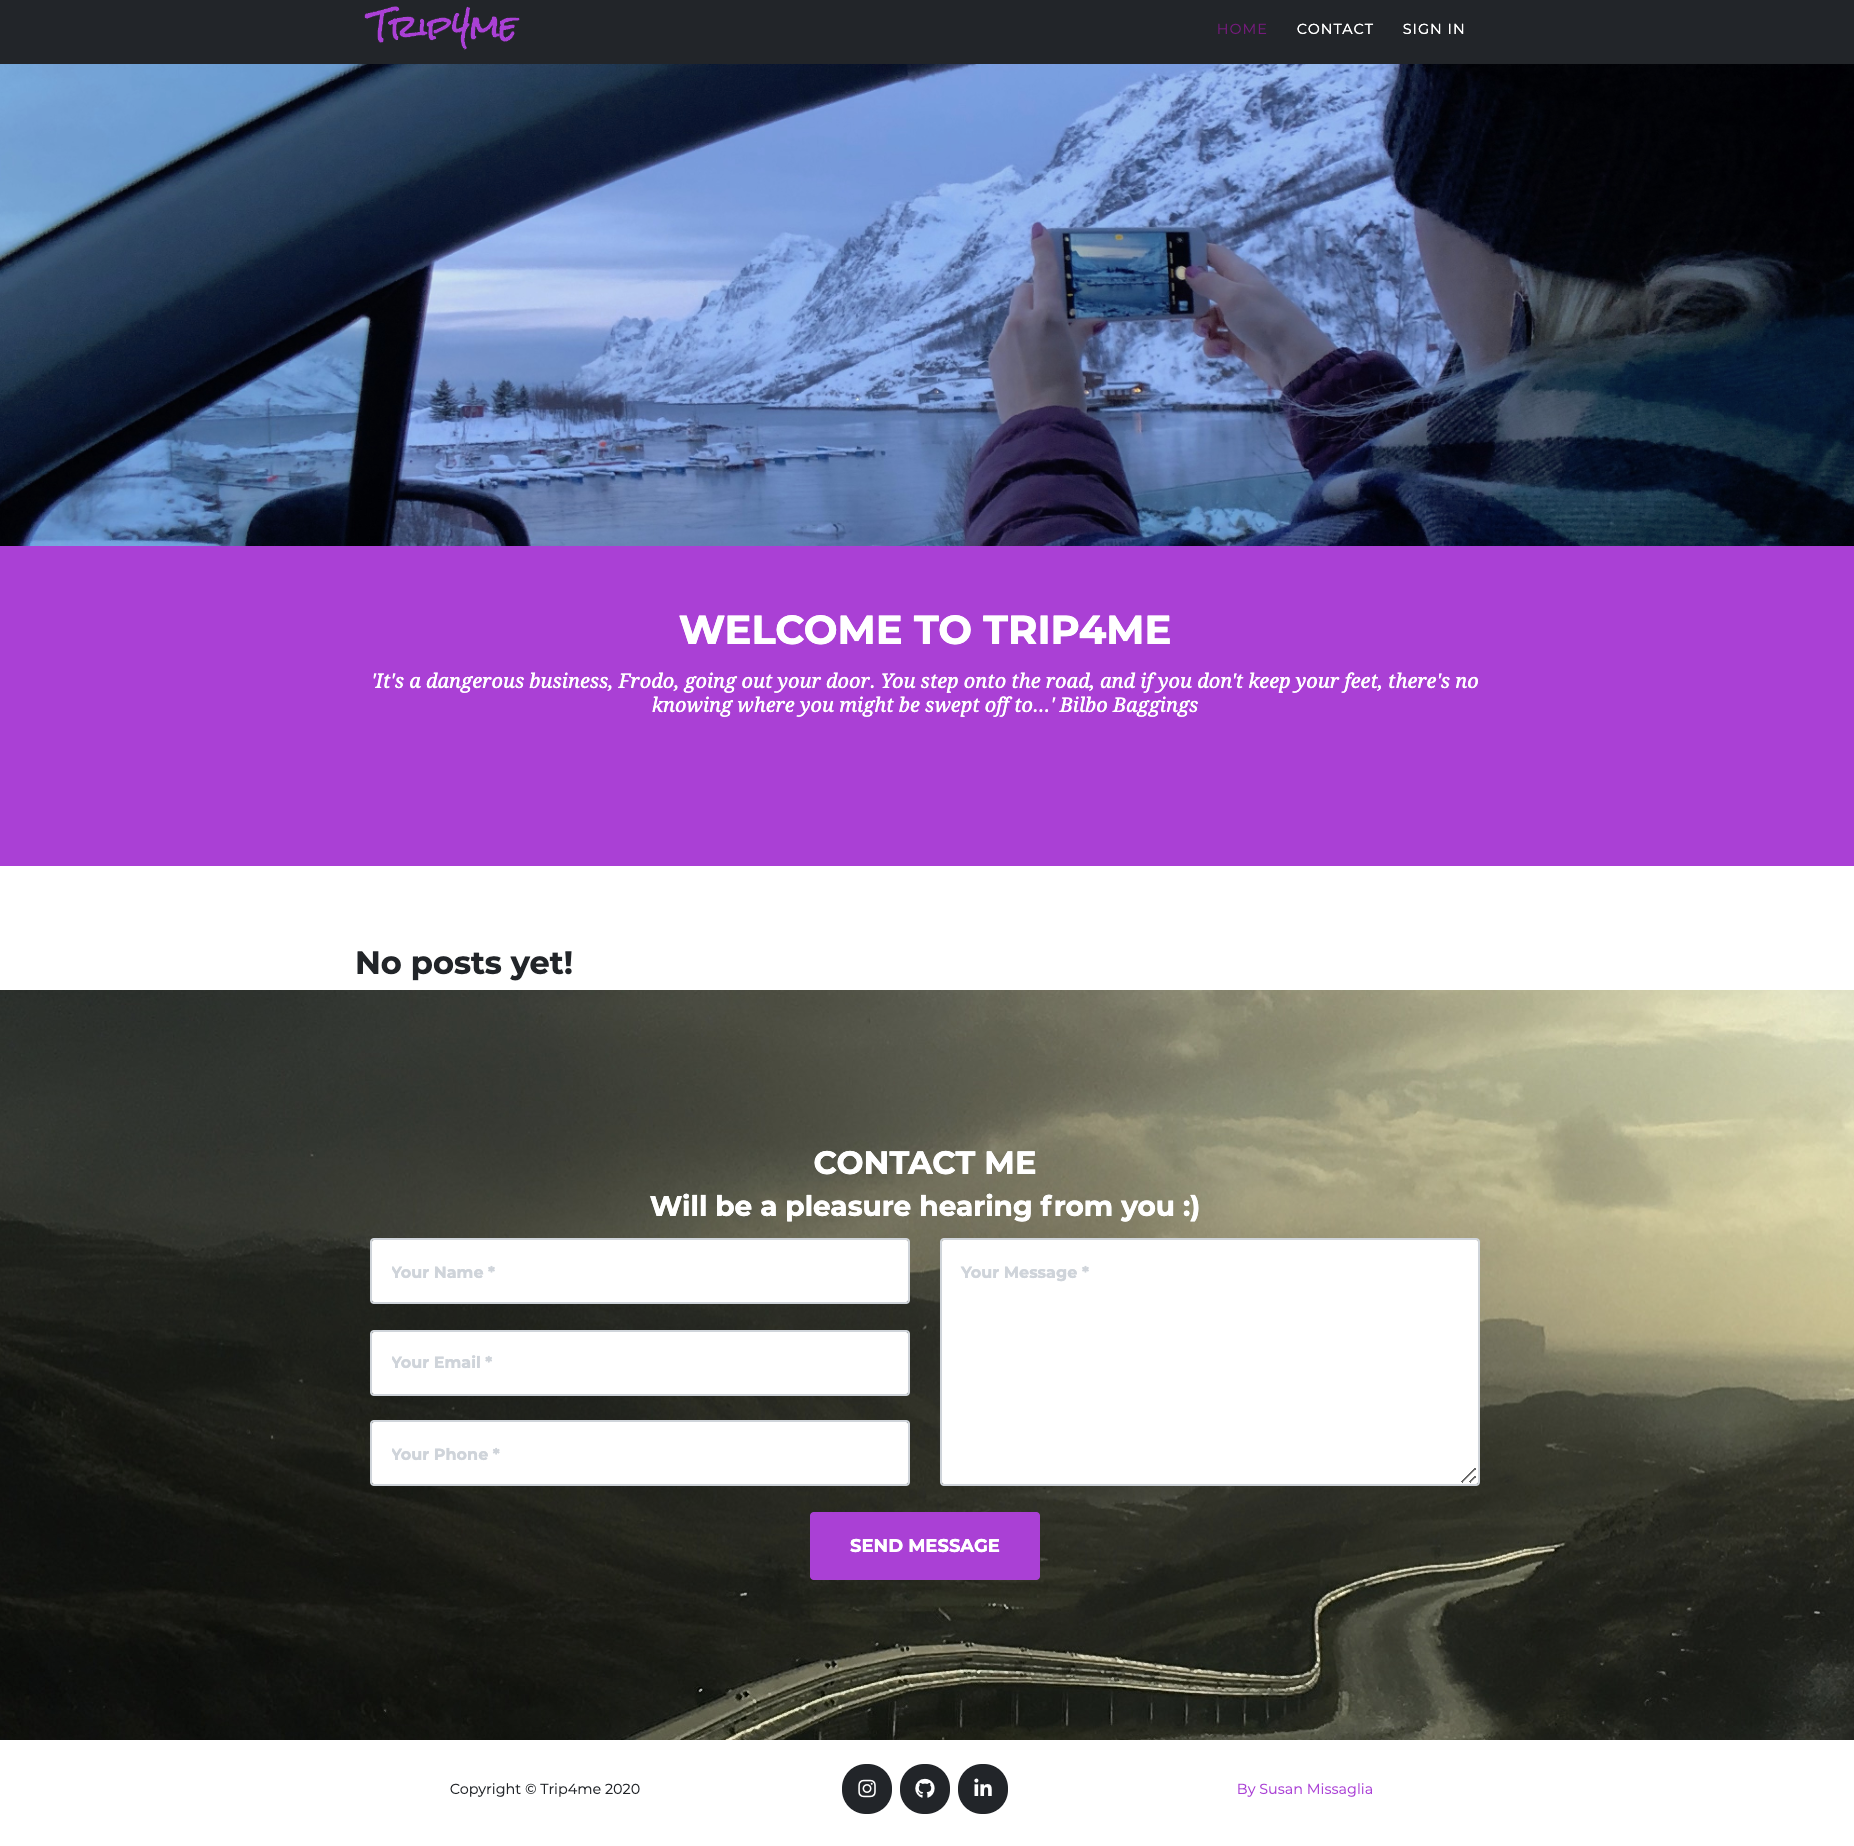 Trip4me
HOME CONTACT SIGN IN
WELCOME TO TRIP4ME
'It's a dangerous business, Frodo, going out your door. You step onto the road, and if you don't keep your feet, there's no
knowing where you might be swept off to...' Bilbo Baggings
No posts yet!
CONTACT ME
Will be a pleasure hearing from you :)
Your Name *
Your Email *
Your Phone *
Your Message *
SEND MESSAGE
Copyright © Trip4me 2020
in
By Susan Missaglia